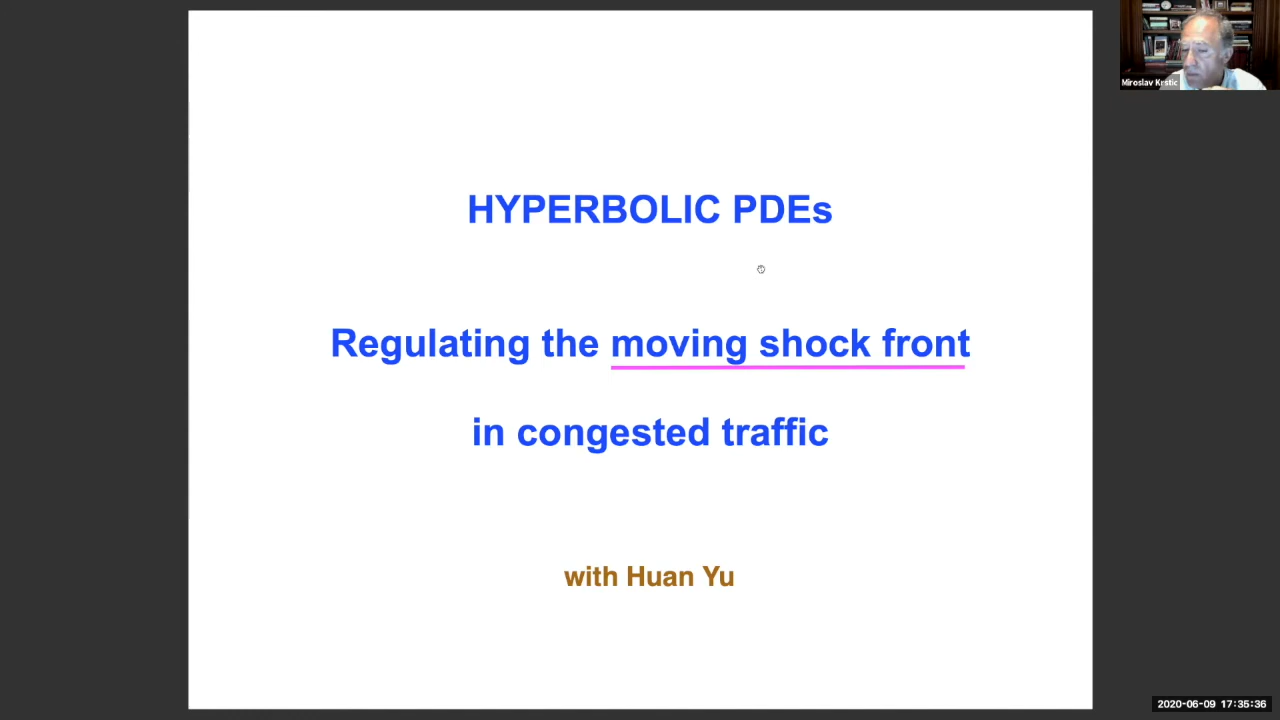 HYPERBOLIC PDEs
Regulating the moving shock front
in congested traffic
with Huan Yu
Miroslav Krstic
2020-06-09 17:35:36